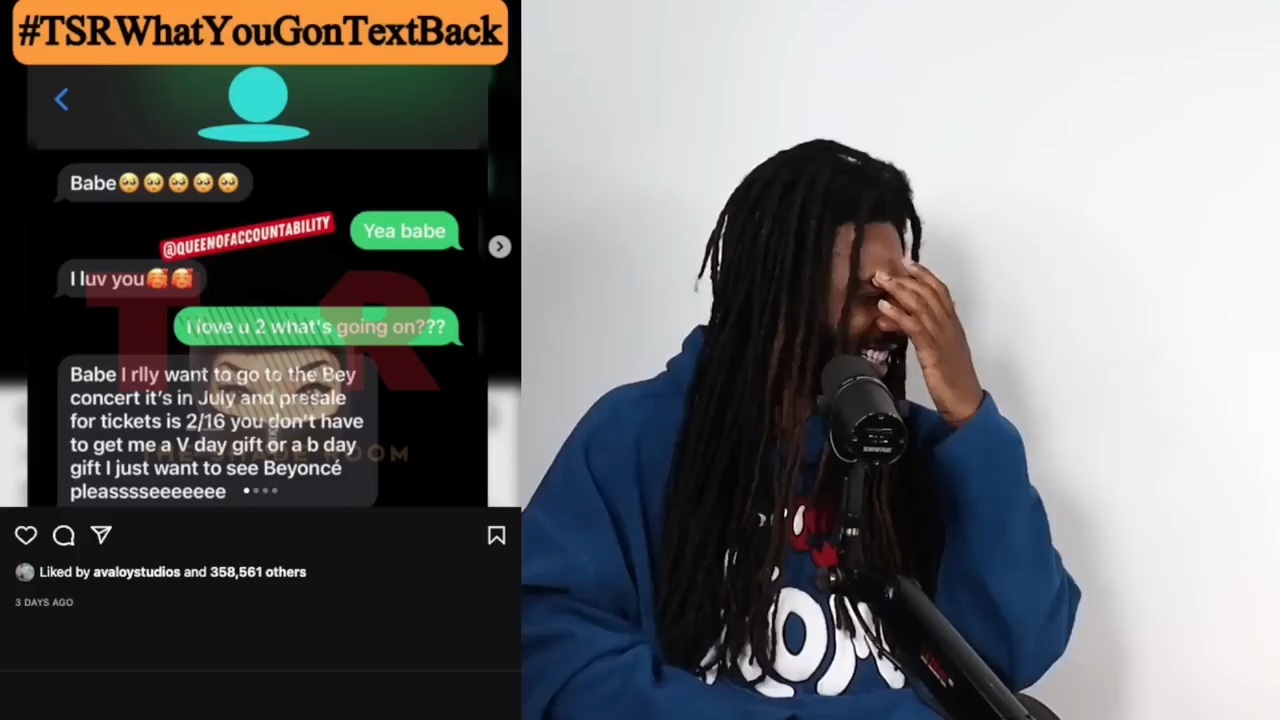 #TSRWhatYouGonTextBack
Babe🥺🥺🥺🥺🥺
Yea babe
@QUEENOFACCOUNTABILITY
I luv you🥰🥰
I love u 2 what's going on???
TSR
Babe I rlly want to go to the Bey
concert it's in July and presale
for tickets is 2/16 you don't have
to get me a V day gift or a b day
gift I just want to see Beyoncé
pleasssseeeeeee
ROOM
Liked by avaloystudios and 358,561 others
3 DAYS AGO